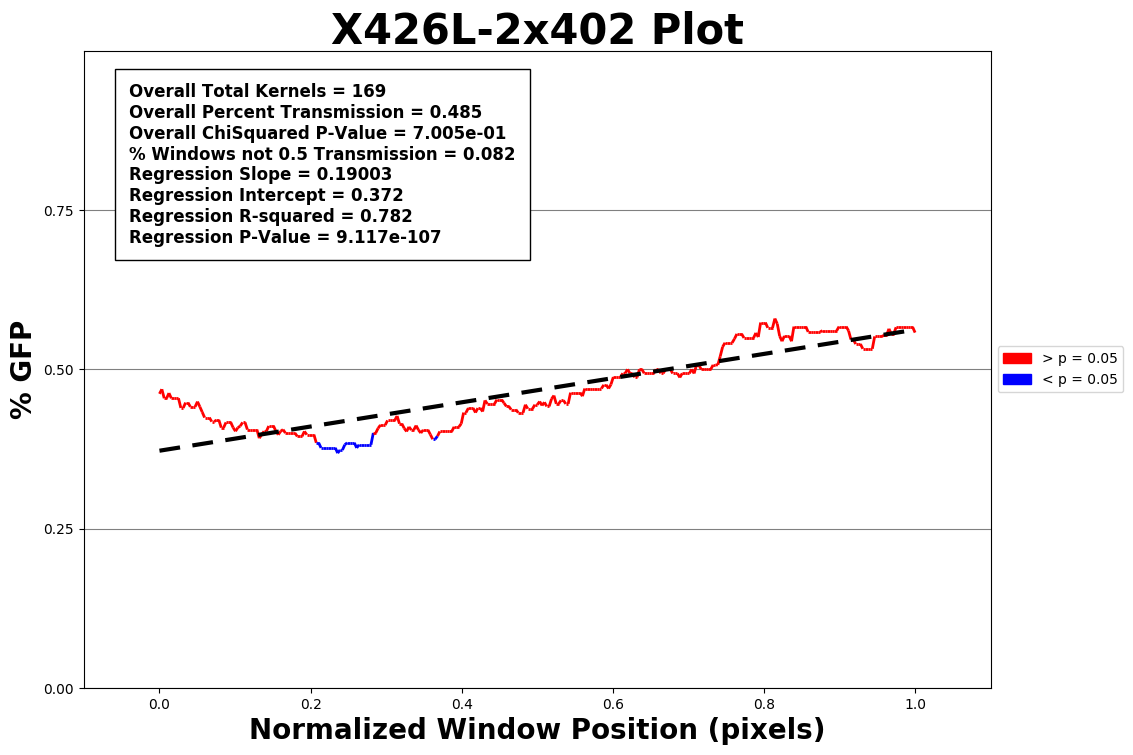 X426L-2x402 Plot
Overall Total Kernels = 169
Overall Percent Transmission = 0.485
Overall ChiSquared P-Value = 7.005e-01
% Windows not 0.5 Transmission = 0.082
Regression Slope = 0.19003
Regression Intercept = 0.372
Regression R-squared = 0.782
Regression P-Value = 9.117e-107
% GFP
0.75
0.50
0.25
0.00
> p = 0.05
< p = 0.05
0.0 0.2 0.4 0.6 0.8 1.0
Normalized Window Position (pixels)